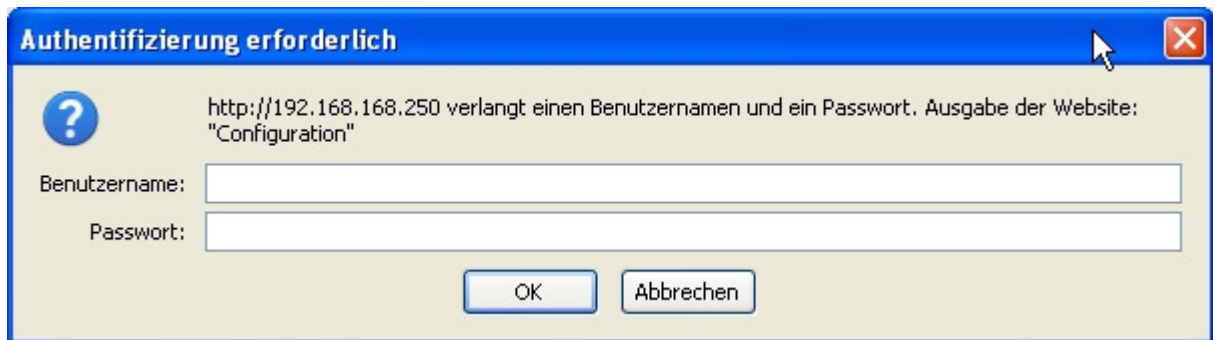 Authentifizierung erforderlich
http://192.168.168.250 verlangt einen Benutzernamen und ein Passwort. Ausgabe der Website:
"Configuration"
Benutzername:
Passwort:
OK
Abbrechen